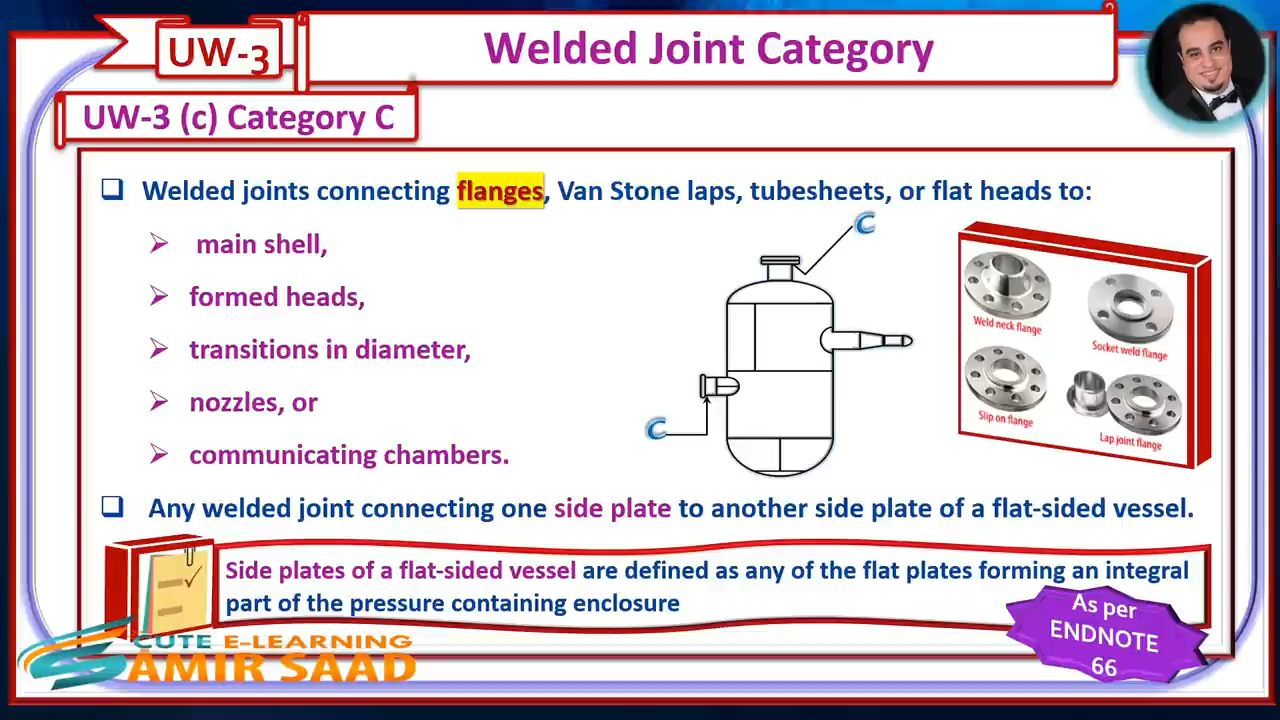 UW-3
Welded Joint Category
UW-3 (c) Category C
Welded joints connecting flanges, Van Stone laps, tubesheets, or flat heads to:
main shell,
formed heads,
transitions in diameter,
nozzles, or
communicating chambers.
C
C
Weld neck flange
Socket weld flange
Slip on flange
Lap joint flange
Any welded joint connecting one side plate to another side plate of a flat-sided vessel.
Side plates of a flat-sided vessel are defined as any of the flat plates forming an integral
part of the pressure containing enclosure
As per
ENDNOTE
66
CUTE E-LEARNING
SAMIR SAAD